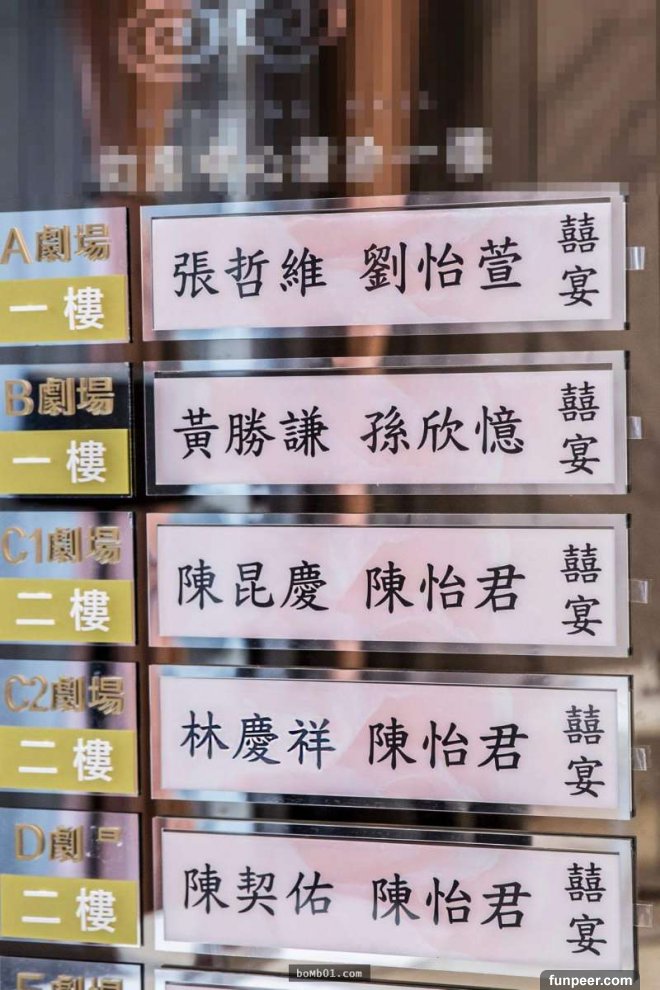 A劇場
一樓
張哲維 劉怡萱 囍宴
B劇場
一樓
黃勝謙 孫欣憶 囍宴
C1劇場
二樓
陳昆慶 陳怡君 囍宴
C2劇場
二樓
林慶祥 陳怡君 囍宴
D劇場
二樓
陳契佑 陳怡君 囍宴
boMb01.com
funpeer.com